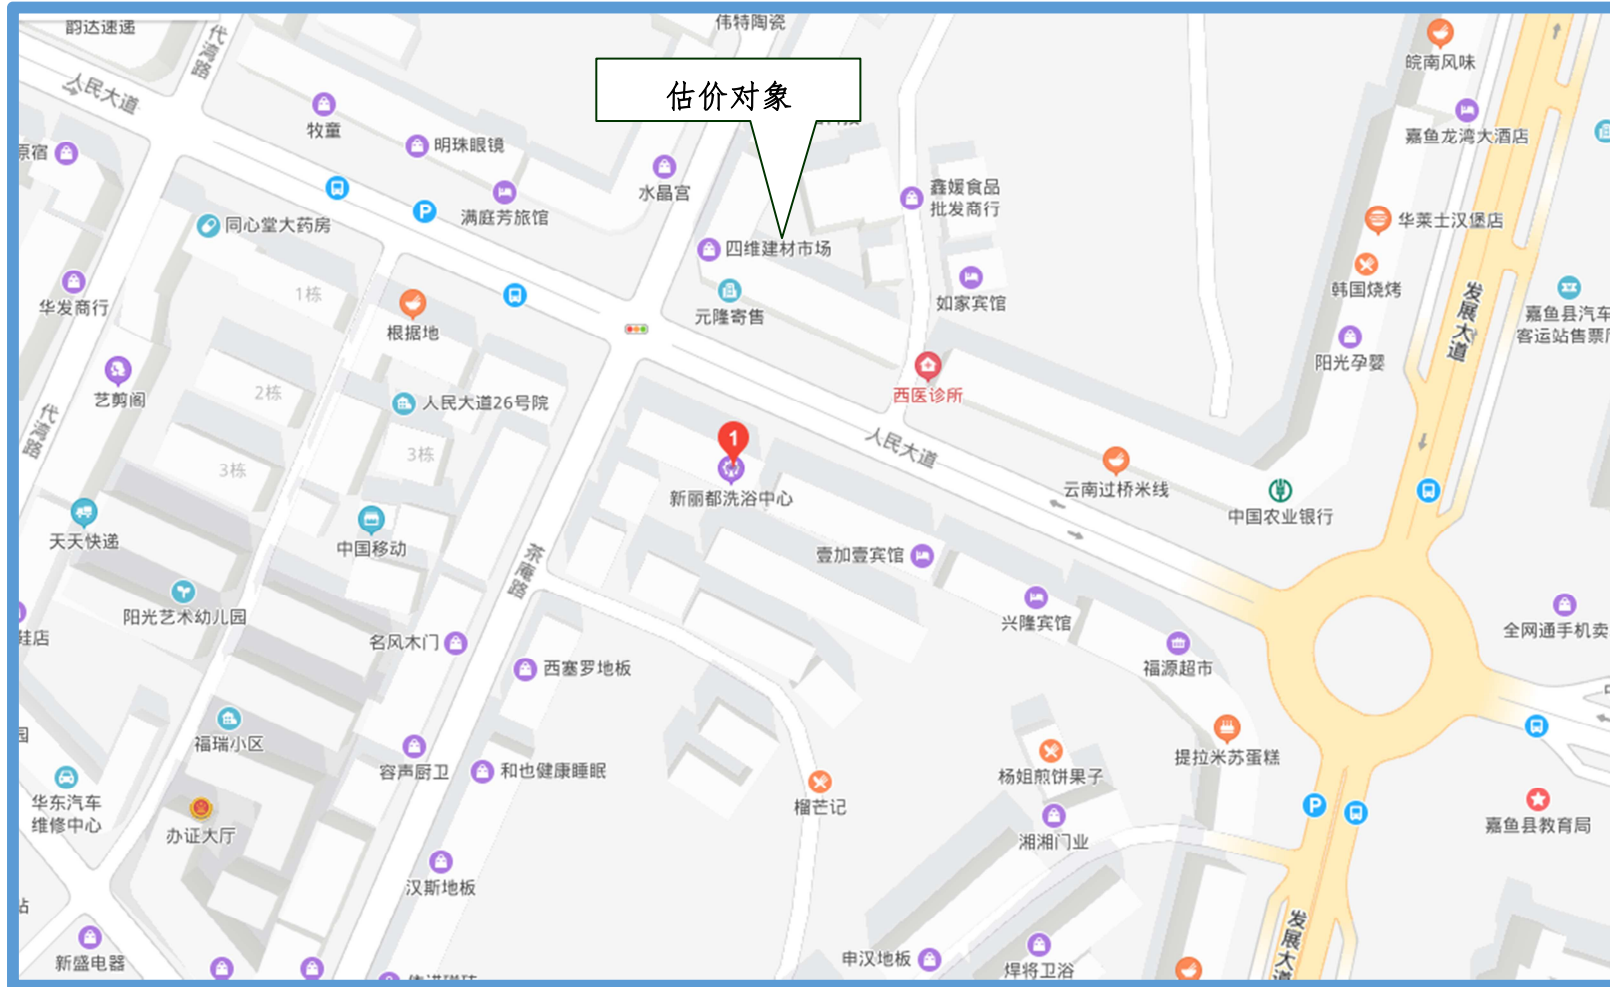 韵达速递
代鸾路
伟特陶瓷
皖南风味
人民大道
估价对象
牧童
明珠眼镜
嘉鱼龙湾大酒店
原宿
水晶宫
鑫媛食品
批发商行
满庭芳旅馆
同心堂大药房
华莱士汉堡店
四维建材市场
韩国烧烤
发展大道
1栋
华发商行
根据地
元隆寄售
如家宾馆
嘉鱼县汽车
客运站售票
阳光孕婴
艺剪阁
2栋
人民大道26号院
西医诊所
人民大道
3栋
3栋
1
新丽都洗浴中心
云南过桥米线
中国农业银行
天天快递
中国移动
茶庵路
壹加壹宾馆
阳光艺术幼儿园
兴隆宾馆
全网通手机卖
鞋店
名风木门
西塞罗地板
福源超市
园
福瑞小区
容声厨卫
和也健康睡眠
杨姐煎饼果子
提拉米苏蛋糕
华东汽车
维修中心
办证大厅
榴芒记
湘湘门业
嘉鱼县教育局
汉斯地板
站
发展大道
新盛电器
申汉地板
焊将卫浴